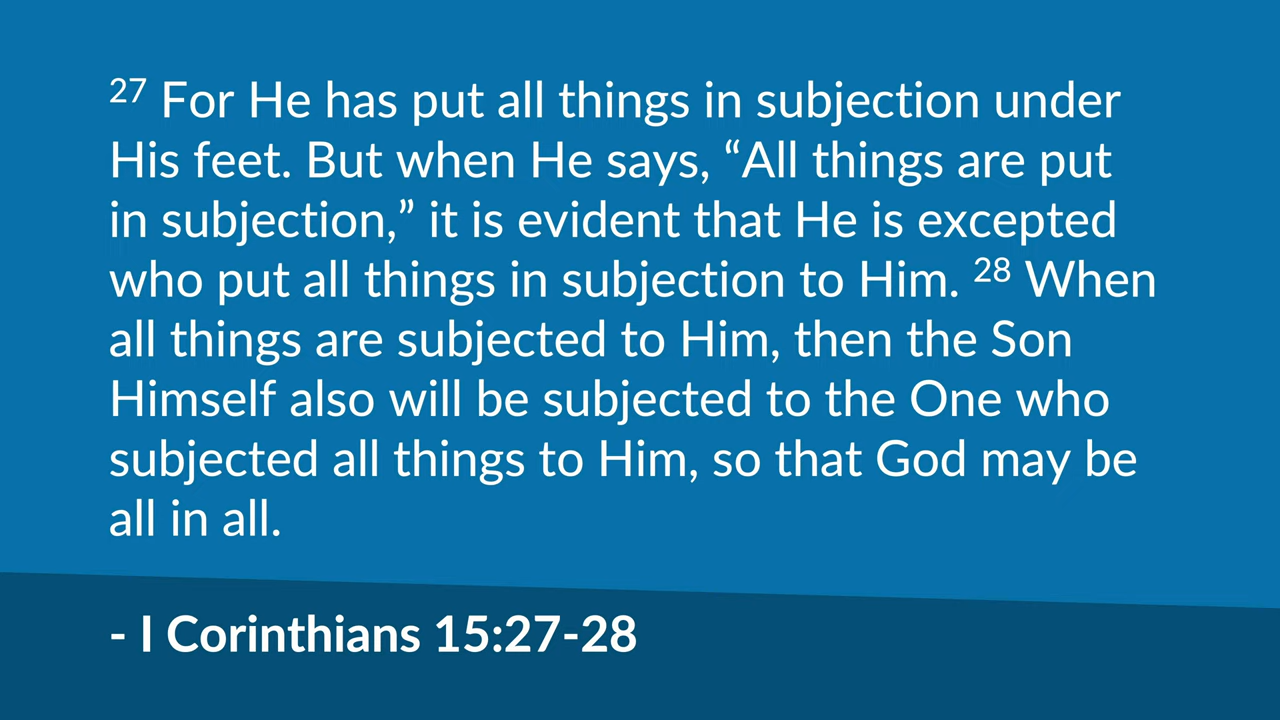 27 For He has put all things in subjection under
His feet. But when He says, “All things are put
in subjection,” it is evident that He is excepted
who put all things in subjection to Him. 28 When
all things are subjected to Him, then the Son
Himself also will be subjected to the One who
subjected all things to Him, so that God may be
all in all.
- I Corinthians 15:27-28